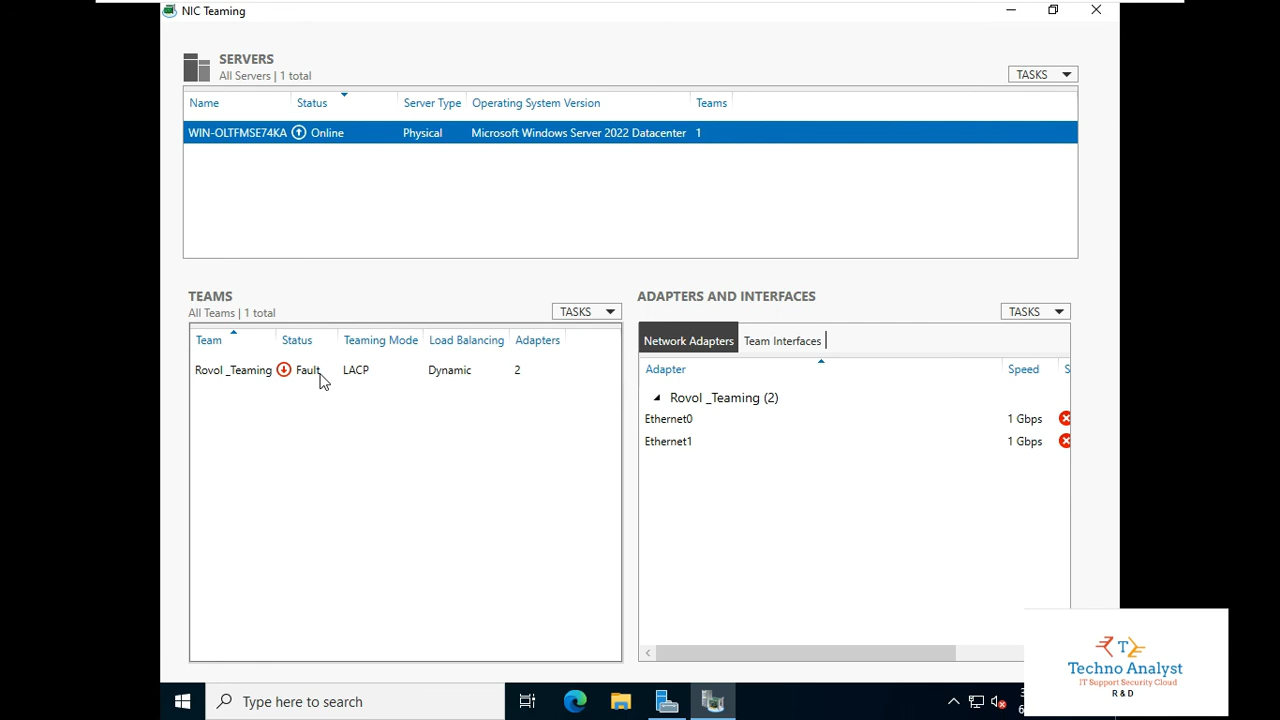 NIC Teaming
SERVERS
All Servers | 1 total
TASKS
Name Status Server Type Operating System Version Teams
WIN-OLTFMSE74KA Online Physical Microsoft Windows Server 2022 Datacenter 1
TEAMS
All Teams | 1 total
TASKS
Team Status Teaming Mode Load Balancing Adapters
Rovol _Teaming Fault LACP Dynamic 2
ADAPTERS AND INTERFACES
TASKS
Network Adapters Team Interfaces
Adapter Speed S
Rovol _Teaming (2)
Ethernet0 1 Gbps
Ethernet1 1 Gbps
Techno Analyst
IT Support Security Cloud
R & D
Type here to search